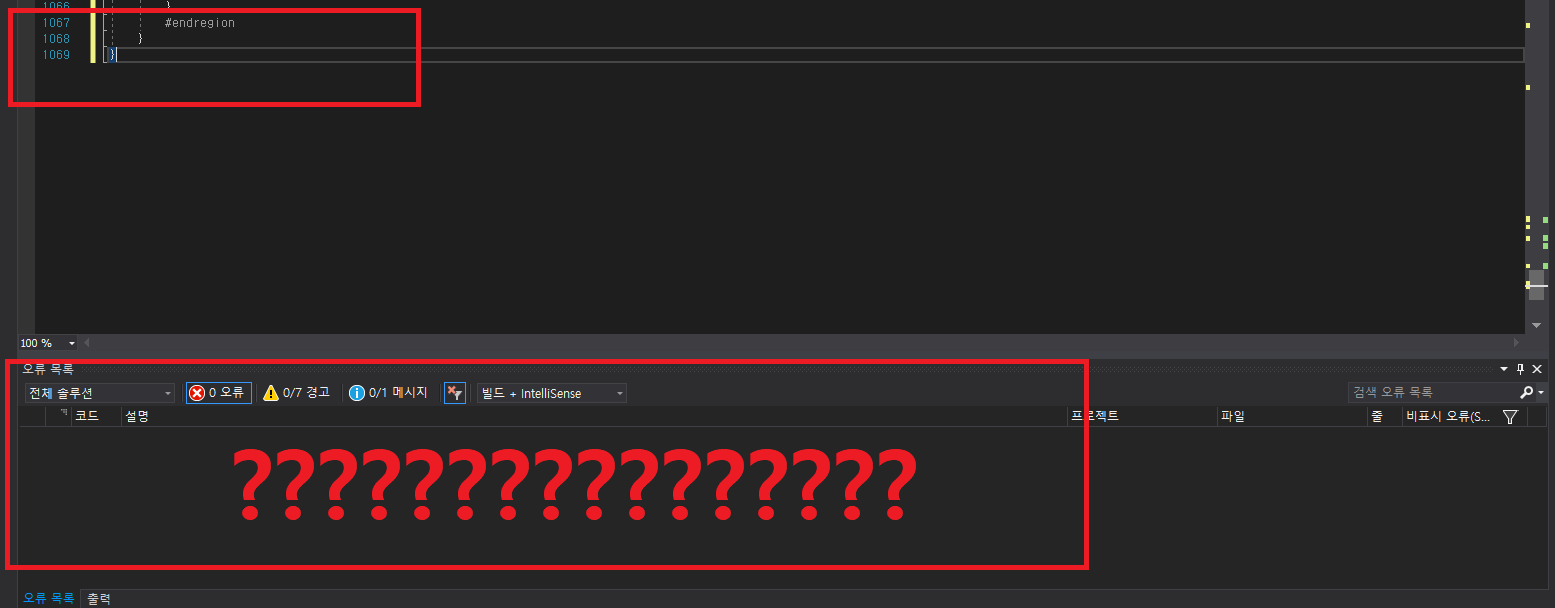 1066 }
1067 #endregion
1068 }
1069 }
100 %
오류 목록
전체 솔루션 0 오류 0/7 경고 0/1 메시지 빌드 + IntelliSense 검색 오류 목록
코드 설명 프로젝트 파일 줄 비표시 오류(S...
????????????????
오류 목록 출력